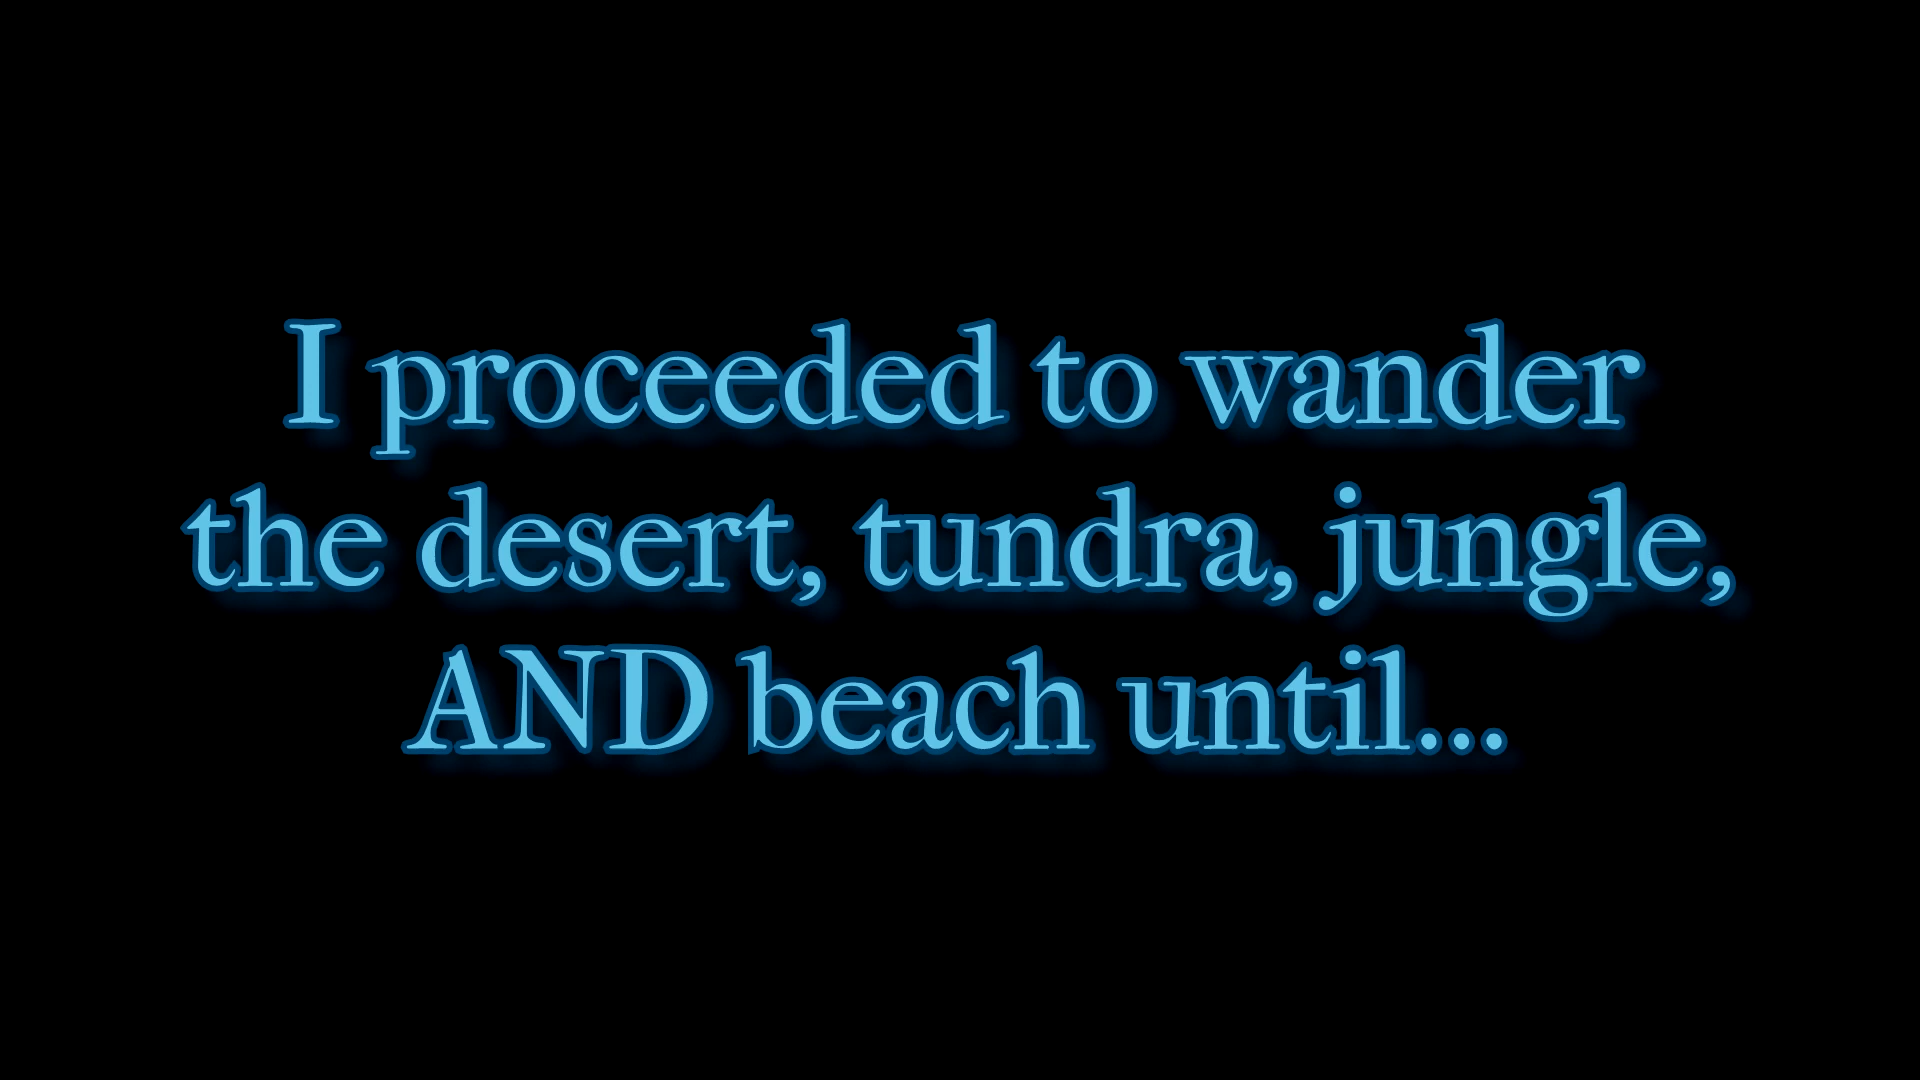 I proceeded to wander
the desert, tundra, jungle,
AND beach until...